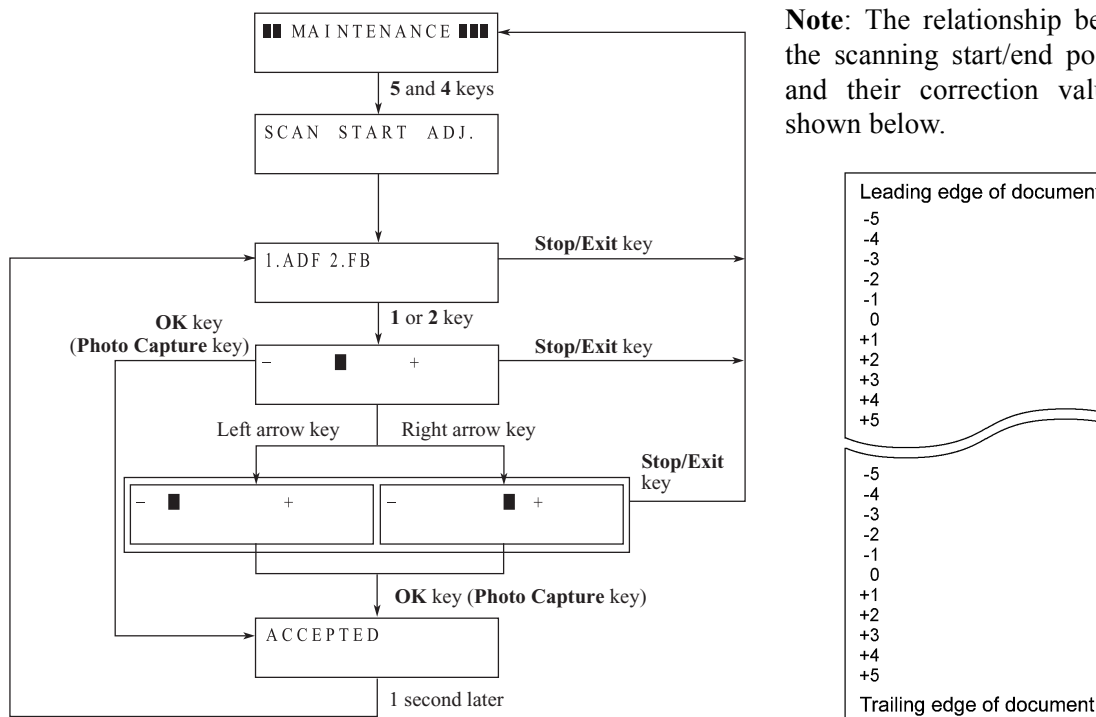 MAINTENANCE
5 and 4 keys
SCAN START ADJ.
1.ADF 2.FB
Stop/Exit key
1 or 2 key
OK key
(Photo Capture key)
Stop/Exit key
– +
Left arrow key Right arrow key
Stop/Exit
key
– +
– +
OK key (Photo Capture key)
ACCEPTED
1 second later
Note: The relationship
the scanning start/end
and their correction
shown below.
Leading edge of document
-5
-4
-3
-2
-1
0
+1
+2
+3
+4
+5
-5
-4
-3
-2
-1
0
+1
+2
+3
+4
+5
Trailing edge of document